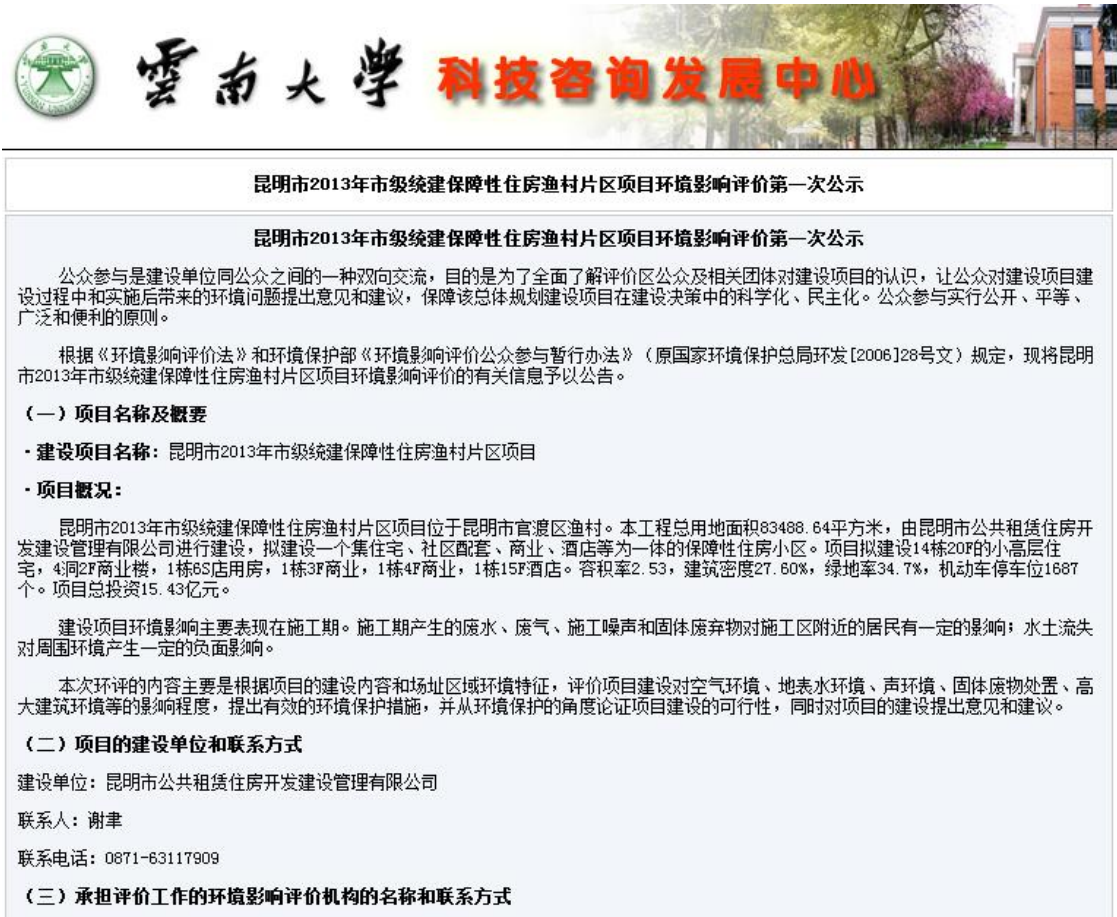 雲南大學 科技咨询发展中心
昆明市2013年市级统建保障性住房渔村片区项目环境影响评价第一次公示
昆明市2013年市级统建保障性住房渔村片区项目环境影响评价第一次公示
公众参与是建设单位同公众之间的一种双向交流，目的是为了全面了解评价区公众及相关团体对建设项目的认识，让公众对建设项目建
设过程中和实施后带来的环境问题提出意见和建议，保障该总体规划建设项目在建设决策中的科学化、民主化。公众参与实行公开、平等、
广泛和便利的原则。
根据《环境影响评价法》和环境保护部《环境影响评价公众参与暂行办法》（原国家环境保护总局环发[2006]28号文）规定，现将昆明
市2013年市级统建保障性住房渔村片区项目环境影响评价的有关信息予以公告。
（一）项目名称及概要
·建设项目名称：昆明市2013年市级统建保障性住房渔村片区项目
·项目概况：
昆明市2013年市级统建保障性住房渔村片区项目位于昆明市官渡区渔村。本工程总用地面积83488.64平方米，由昆明市公共租赁住房开
发建设管理有限公司进行建设，拟建设一个集住宅、社区配套、商业、酒店等为一体的保障性住房小区。项目拟建设14栋20F的小高层住
宅，4洞2F商业楼，1栋6S店用房，1栋3F商业，1栋4F商业，1栋15F酒店。容积率2.53，建筑密度27.60%，绿地率34.7%，机动车停车位1687
个。项目总投资15.43亿元。
建设项目环境影响主要表现在施工期。施工期产生的废水、废气、施工噪声和固体废弃物对施工区附近的居民有一定的影响；水土流失
对周围环境产生一定的负面影响。
本次环评的内容主要是根据项目的建设内容和场址区域环境特征，评价项目建设对空气环境、地表水环境、声环境、固体废物处置、高
大建筑环境等的影响程度，提出有效的环境保护措施，并从环境保护的角度论证项目建设的可行性，同时对项目的建设提出意见和建议。
（二）项目的建设单位和联系方式
建设单位：昆明市公共租赁住房开发建设管理有限公司
联系人：谢聿
联系电话：0871-63117909
（三）承担评价工作的环境影响评价机构的名称和联系方式